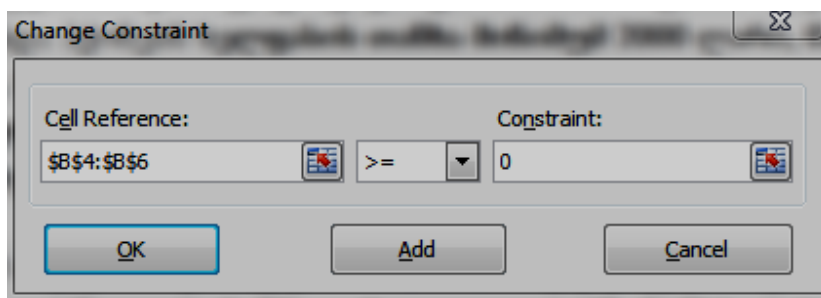 Change Constraint
Cell Reference:
Constraint:
$B$4:$B$6
>=
0
OK
Add
Cancel